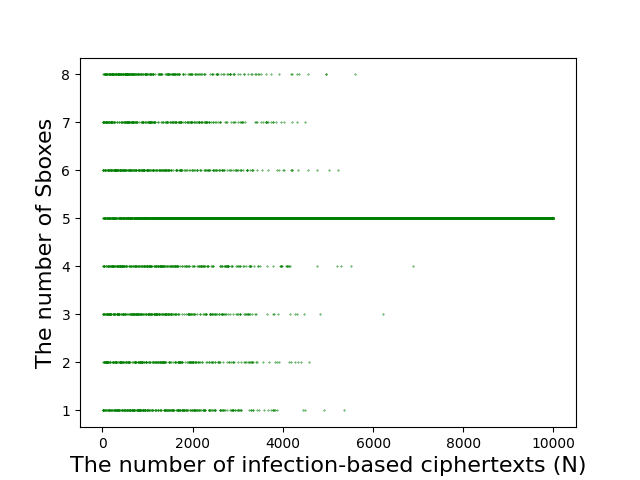 The number of Sboxes
8
7
6
5
4
3
2
1
0 2000 4000 6000 8000 10000
The number of infection-based ciphertexts (N)